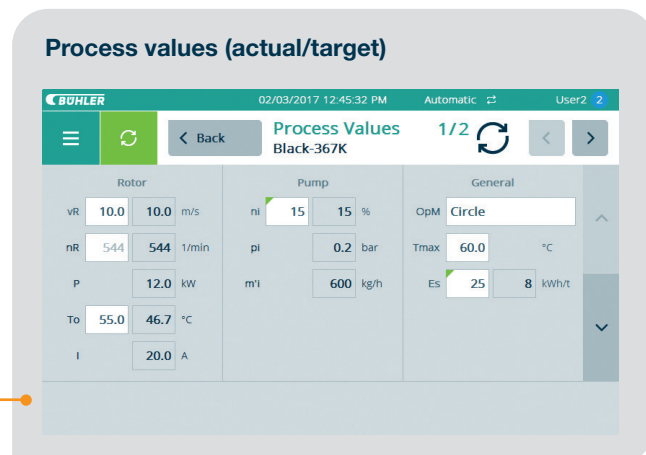 Process values (actual/target)
BÜHLER 02/03/2017 12:45:32 PM Automatic User2 2
Back Process Values 1/2
Black-367K
Rotor Pump General
vR 10.0 10.0 m/s ni 15 15 % OpM Circle
nR 544 544 1/min pi 0.2 bar Tmax 60.0 °C
P 12.0 kW m'i 600 kg/h Es 25 8 kWh/t
To 55.0 46.7 °C
I 20.0 A